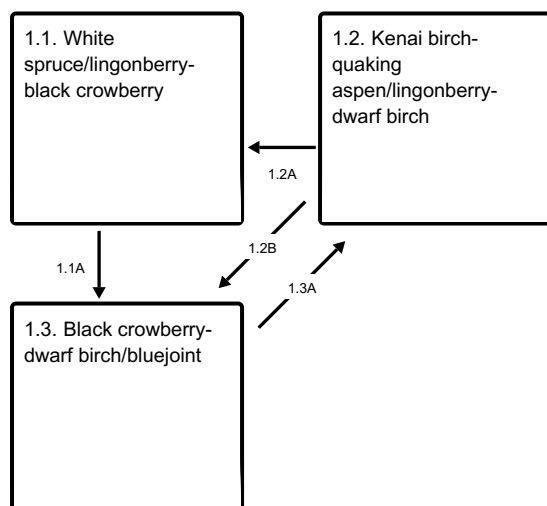 1.1. White
spruce/lingonberry-
black crowberry
1.2. Kenai birch-
quaking
aspen/lingonberry-
dwarf birch
1.2A
1.2B
1.1A
1.3A
1.3. Black crowberry-
dwarf birch/bluejoint